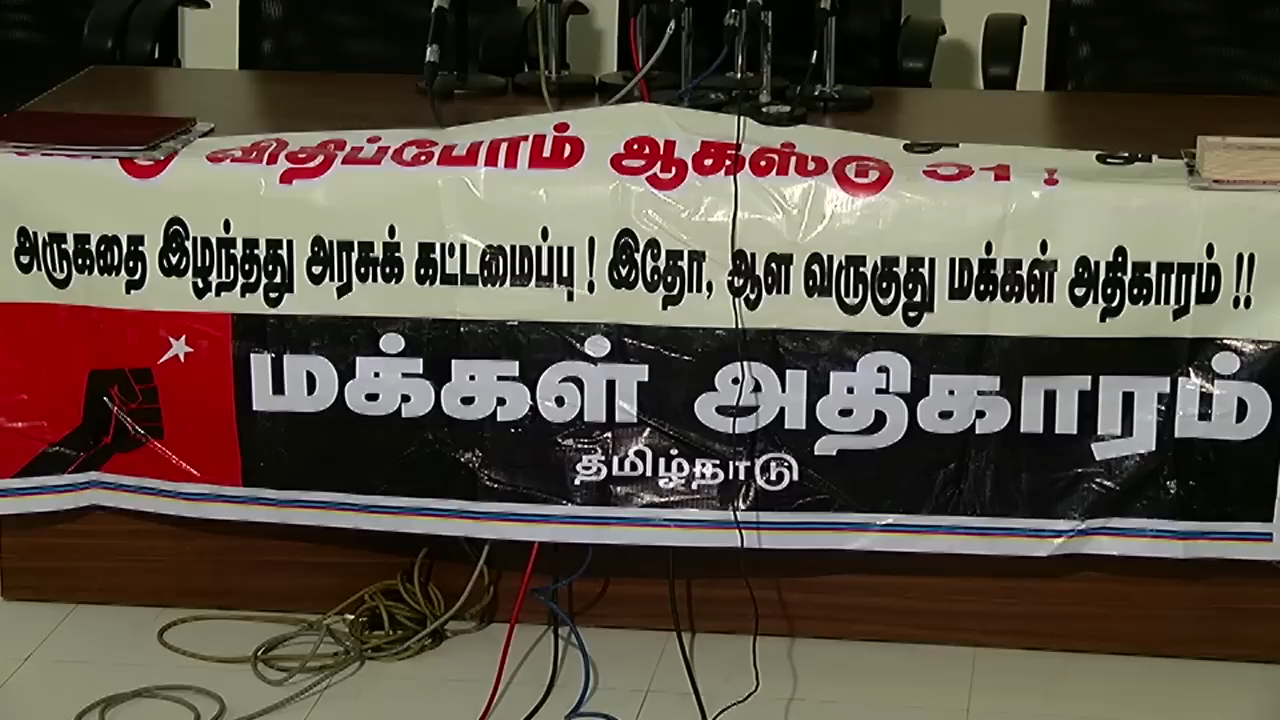 விதிப்போம் ஆகஸ்டு 31 !
அருகதை இழந்தது அரசுக் கட்டமைப்பு ! இதோ, ஆள வருகுது மக்கள் அதிகாரம் !!
மக்கள் அதிகாரம்
தமிழ்நாடு